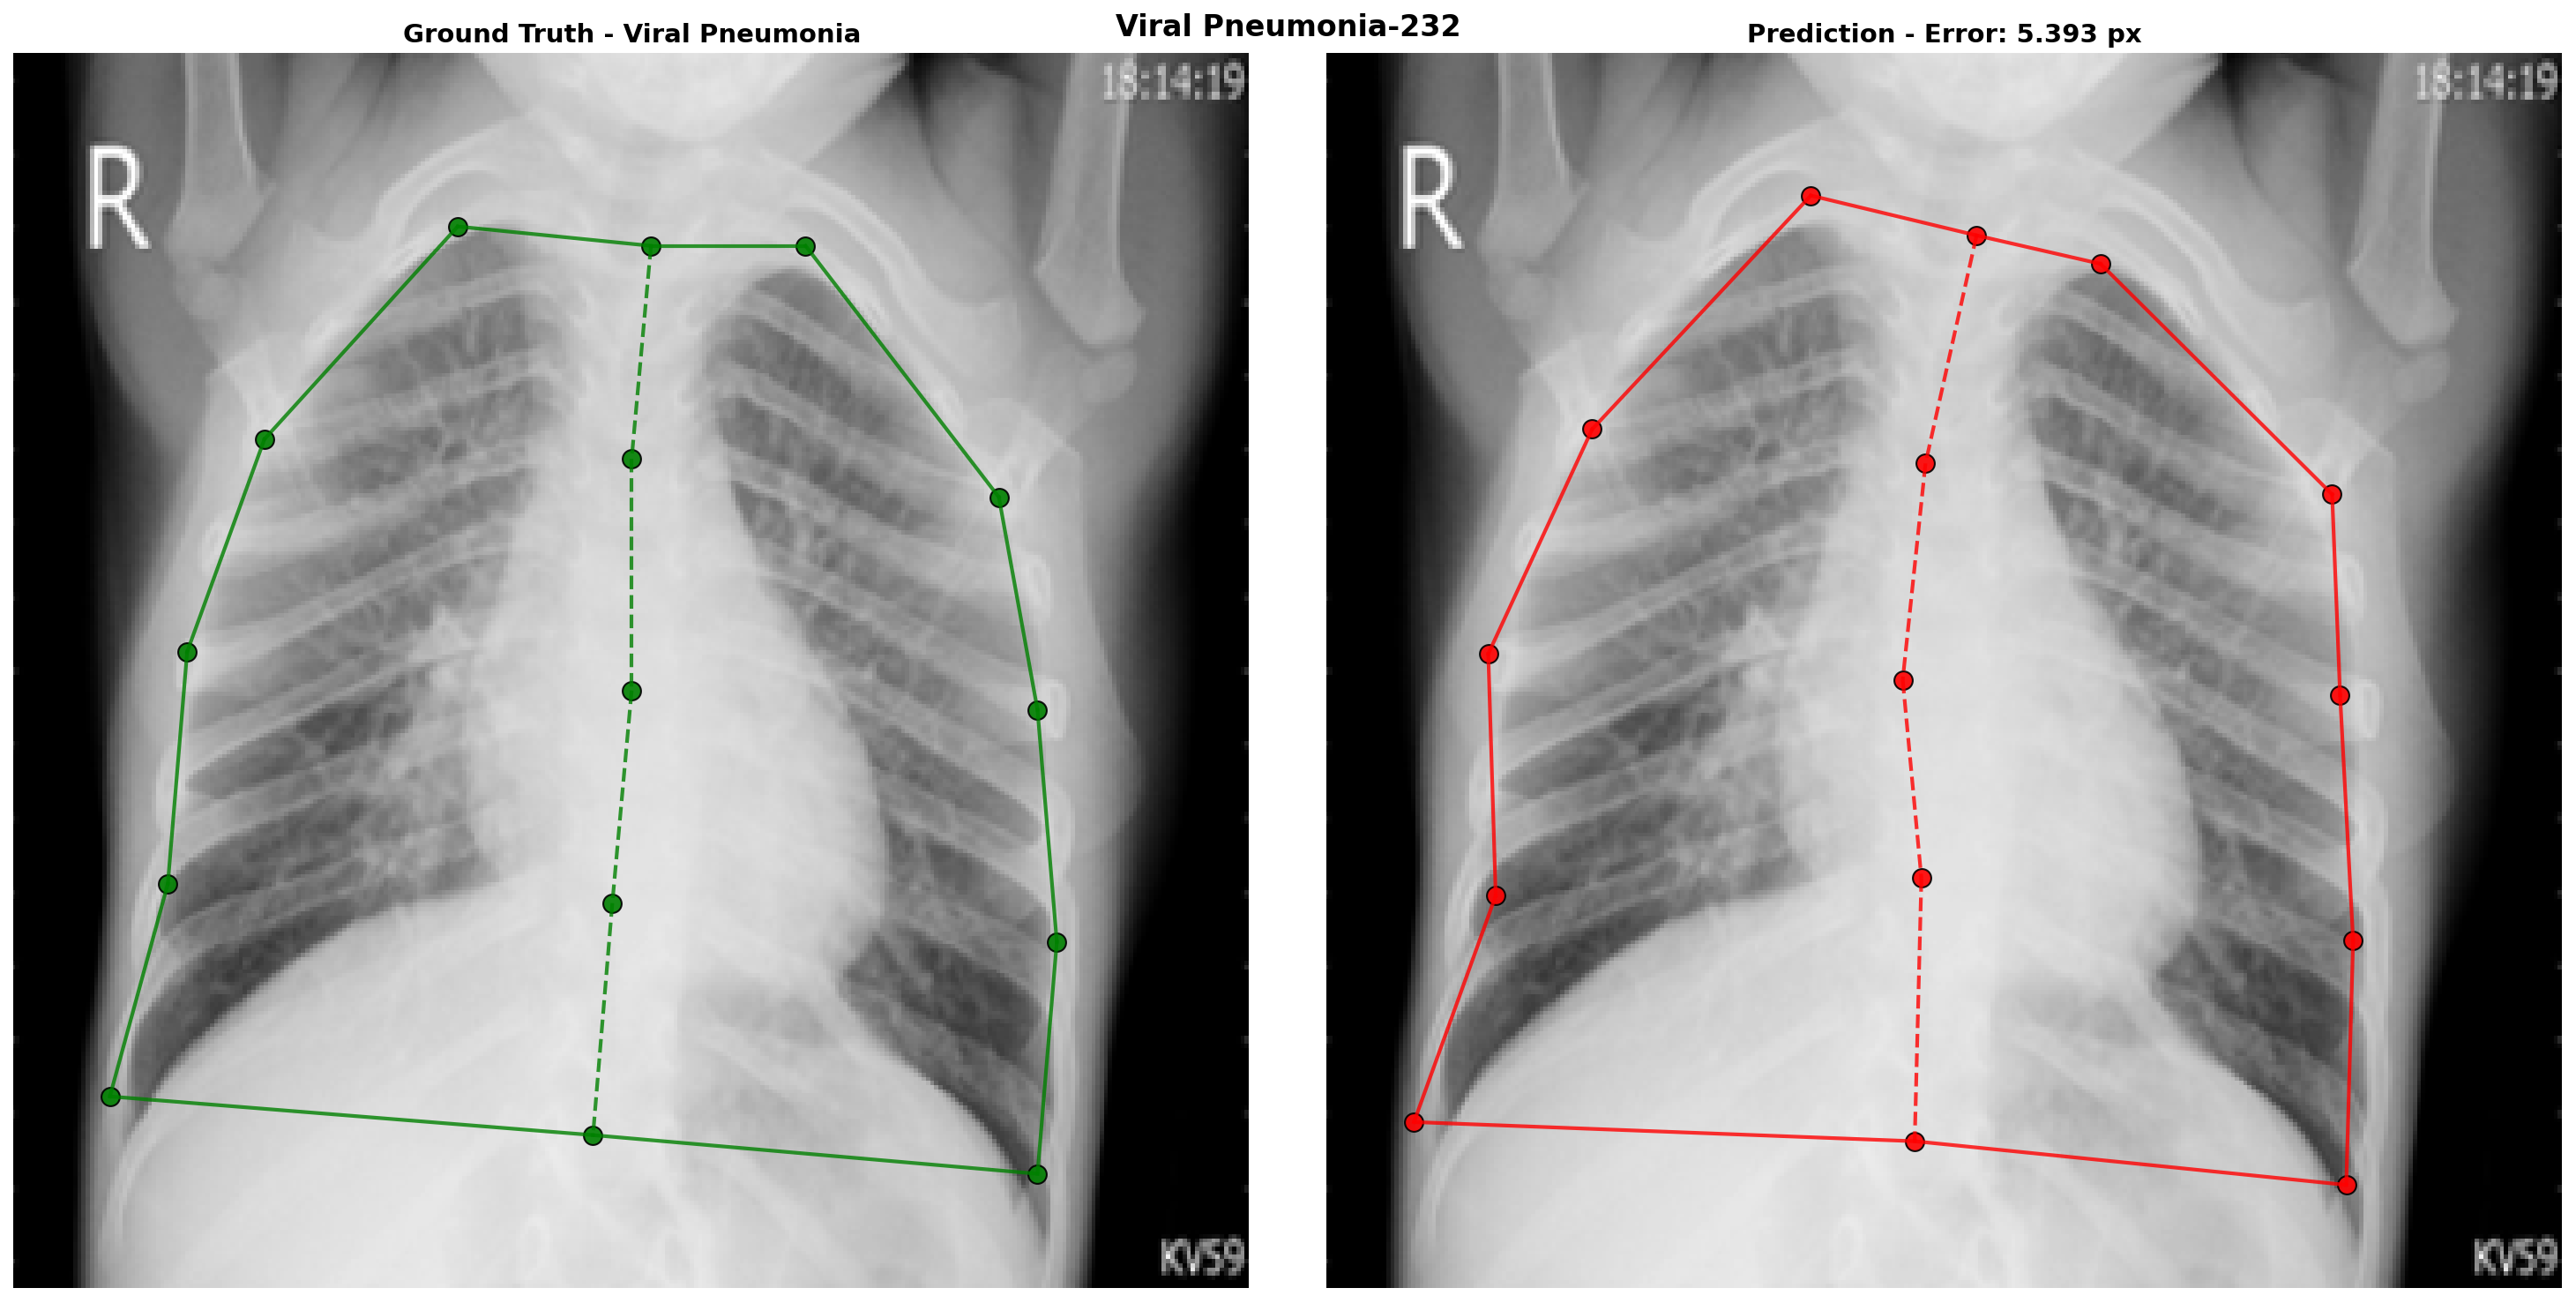 Viral Pneumonia-232
Ground Truth - Viral Pneumonia
Prediction - Error: 5.393 px
18:14:19
18:14:19
R
R
KV59
KV59